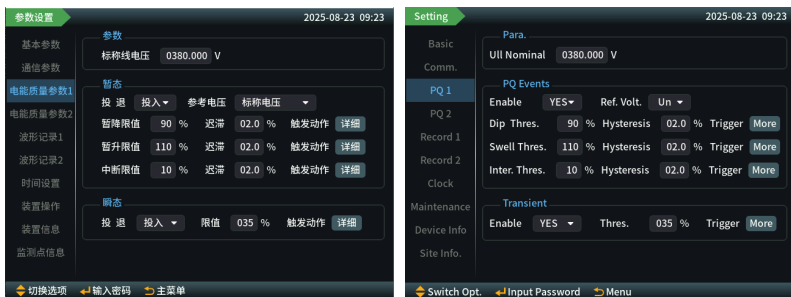 参数设置 2025-08-23 09:23
基本参数
通信参数
电能质量参数1
电能质量参数2
波形记录1
波形记录2
时间设置
装置操作
装置信息
监测点信息
参数
标称线电压 0380.000 V
暂态
投 退 投入 参考电压 标称电压
暂降限值 90 % 迟滞 02.0 % 触发动作 详细
暂升限值 110 % 迟滞 02.0 % 触发动作 详细
中断限值 10 % 迟滞 02.0 % 触发动作 详细
瞬态
投 退 投入 限值 035 % 触发动作 详细
切换选项 输入密码 主菜单
Setting 2025-08-23 09:23
Basic
Comm.
PQ 1
PQ 2
Record 1
Record 2
Clock
Maintenance
Device Info
Site Info.
Para.
Ull Nominal 0380.000 V
PQ Events
Enable YES Ref. Volt. Un
Dip Thres. 90 % Hysteresis 02.0 % Trigger More
Swell Thres. 110 % Hysteresis 02.0 % Trigger More
Inter. Thres. 10 % Hysteresis 02.0 % Trigger More
Transient
Enable YES Thres. 035 % Trigger More
Switch Opt. Input Password Menu